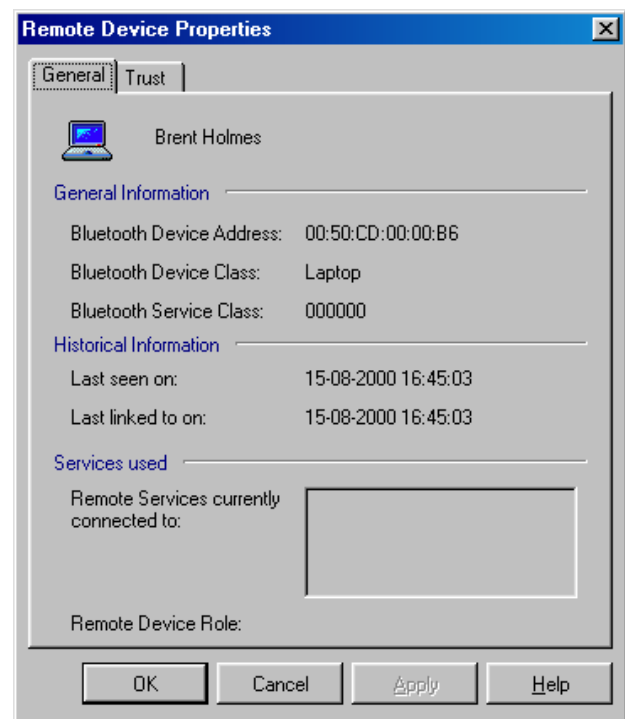 Remote Device Properties
General Trust
Brent Holmes
General Information
Bluetooth Device Address: 00:50:CD:00:00:B6
Bluetooth Device Class: Laptop
Bluetooth Service Class: 000000
Historical Information
Last seen on: 15-08-2000 16:45:03
Last linked to on: 15-08-2000 16:45:03
Services used
Remote Services currently
connected to:
Remote Device Role:
OK Cancel Apply Help